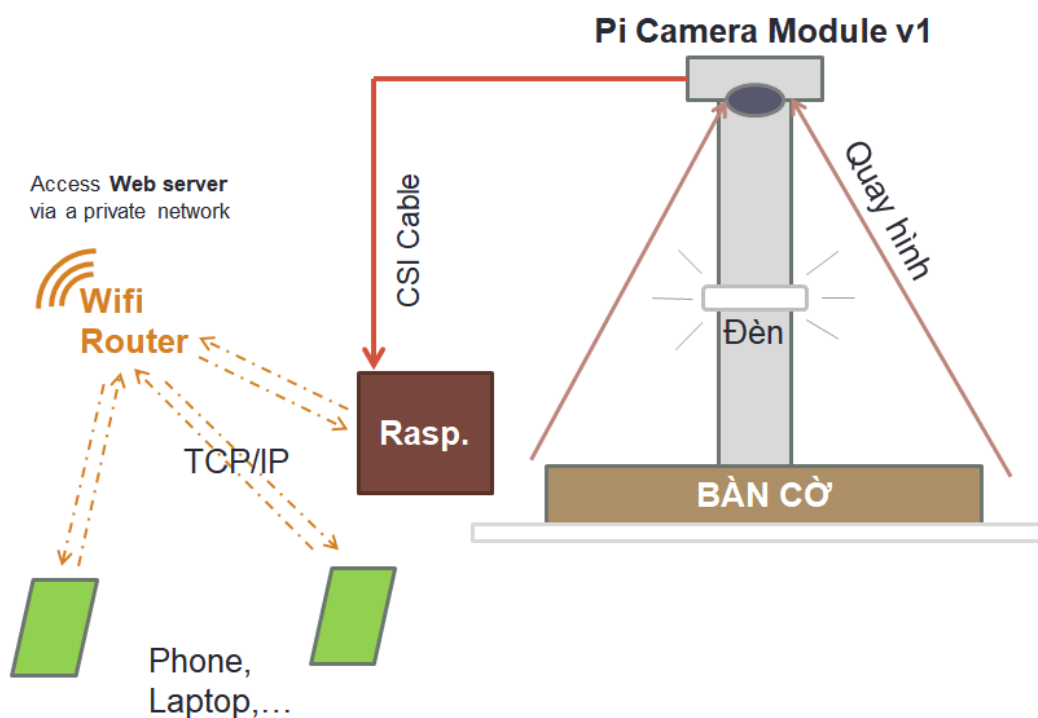 Pi Camera Module v1
Access Web server
via a private network
CSI Cable
Quay hình
Wifi
Router
Đèn
Rasp.
TCP/IP
BÀN CỜ
Phone,
Laptop,…